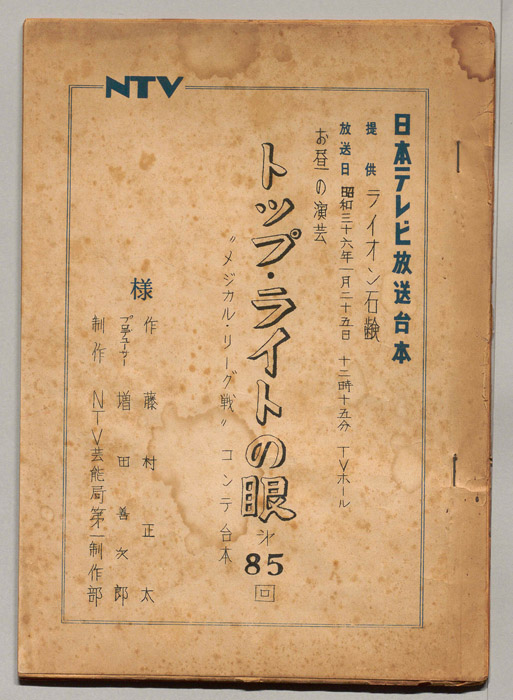 NTV
日本テレビ放送台本
提供 ライオン石鹸
放送日 昭和三十六年一月二十五日 十二時十五分 TVホール
お昼の演芸
トップ・ライトの眼 第85回
〝メジカル・リーグ戦〟 コンテ台本
様
作 藤村正太
プロデューサー 増田善次郎
制作 NTV芸能局第一制作部